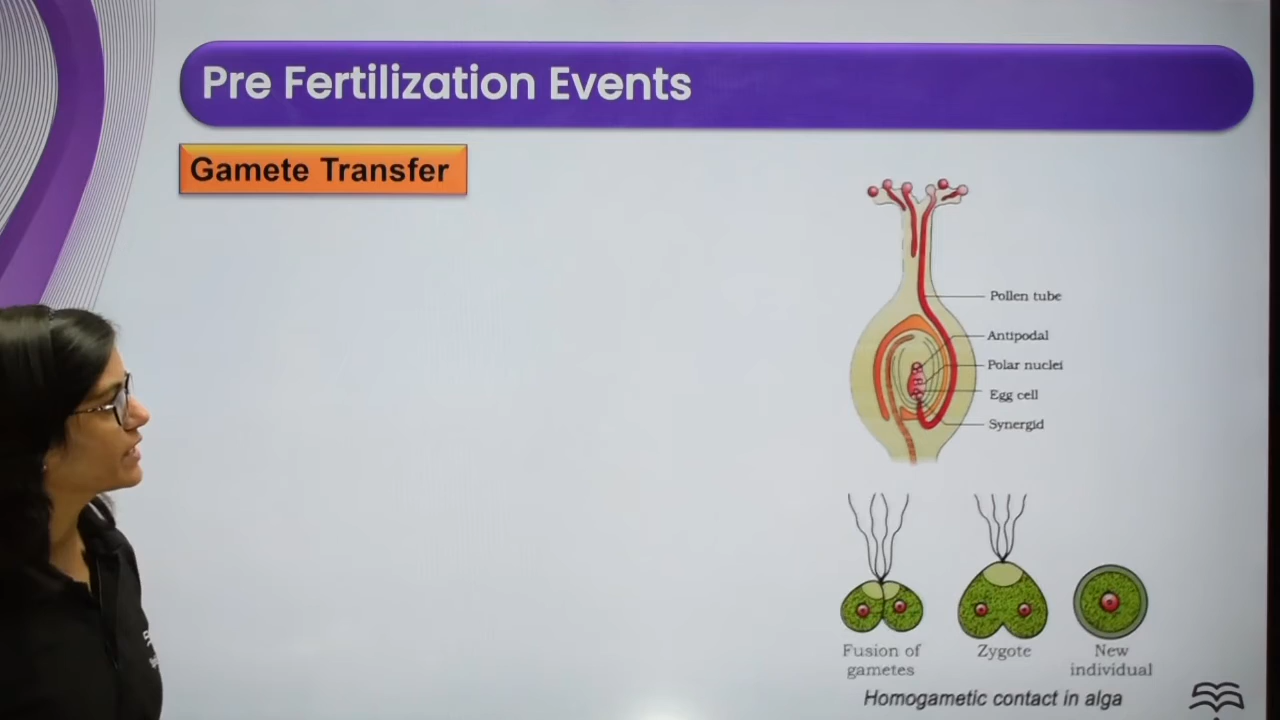 Pre Fertilization Events
Gamete Transfer
Pollen tube
Antipodal
Polar nuclei
Egg cell
Synergid
Fusion of
gametes
Zygote
New
individual
Homogametic contact in alga